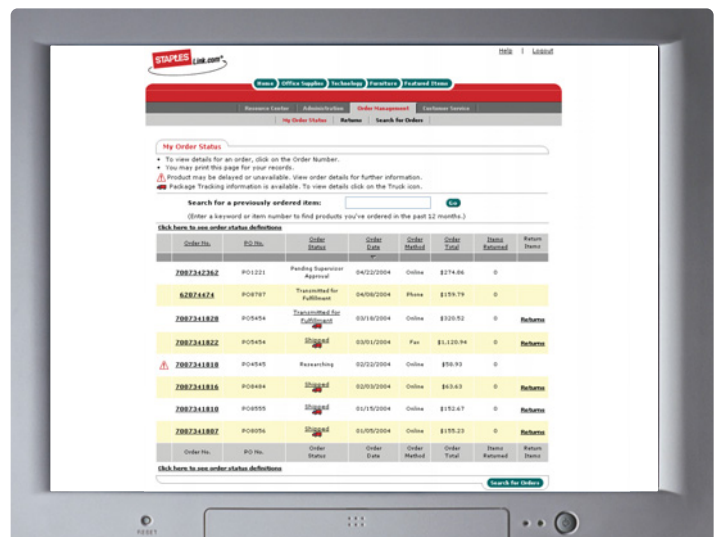 Help | Logout
STAPLES Link.com
Home Office Supplies Technology Furniture Featured Items
Resource Center Administration Order Management Customer Service
My Order Status Returns Search for Orders
My Order Status
• To view details for an order, click on the Order Number.
• You may print this page for your records.
Product may be delayed or unavailable. View order details for further information.
Package Tracking information is available. To view details click on the Truck icon.
Search for a previously ordered item: Go
(Enter a keyword or item number to find products you've ordered in the past 12 months.)
Click here to see order status definitions
Order No. PO No. Order Status Order Date Order Method Order Total Items Returned Return Items
7007342362 PO1221 Pending Supervisor Approval 04/22/2004 Online $274.06 0
62074474 PO8787 Transmitted for Fulfillment 04/08/2004 Phone $159.79 0
7007341828 PO5454 Transmitted for Fulfillment 03/18/2004 Online $320.52 0 Returns
7007341822 PO5454 Shipped 03/01/2004 Fax $1,120.94 0 Returns
7007341818 PO4545 Researching 02/22/2004 Online $58.93 0
7007341816 PO8484 Shipped 02/03/2004 Online $63.63 0 Returns
7007341810 PO8555 Shipped 01/15/2004 Online $152.67 0 Returns
7007341807 PO8056 Shipped 01/05/2004 Online $155.23 0 Returns
Order No. PO No. Order Status Order Date Order Method Order Total Items Returned Return Items
Click here to see order status definitions
Search for Orders
RESET